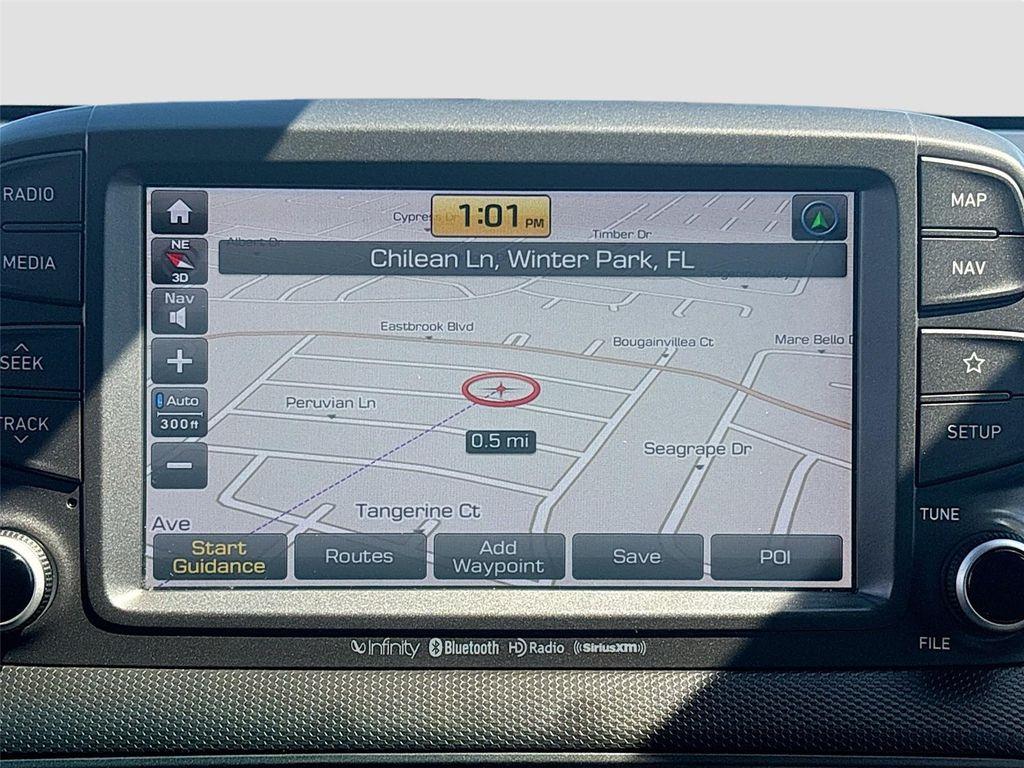 RADIO
MEDIA
SEEK
TRACK
MAP
NAV
SETUP
TUNE
FILE
Cypress Dr
1:01 PM
Timber Dr
Albert Dr
NE
3D
Chilean Ln, Winter Park, FL
Nav
Eastbrook Blvd
Bougainvillea Ct
Mare Bello D
+
Auto
300ft
Peruvian Ln
0.5 mi
Seagrape Dr
−
Tangerine Ct
Ave
Start Guidance
Routes
Add Waypoint
Save
POI
Infinity Bluetooth HD Radio ((SiriusXM))